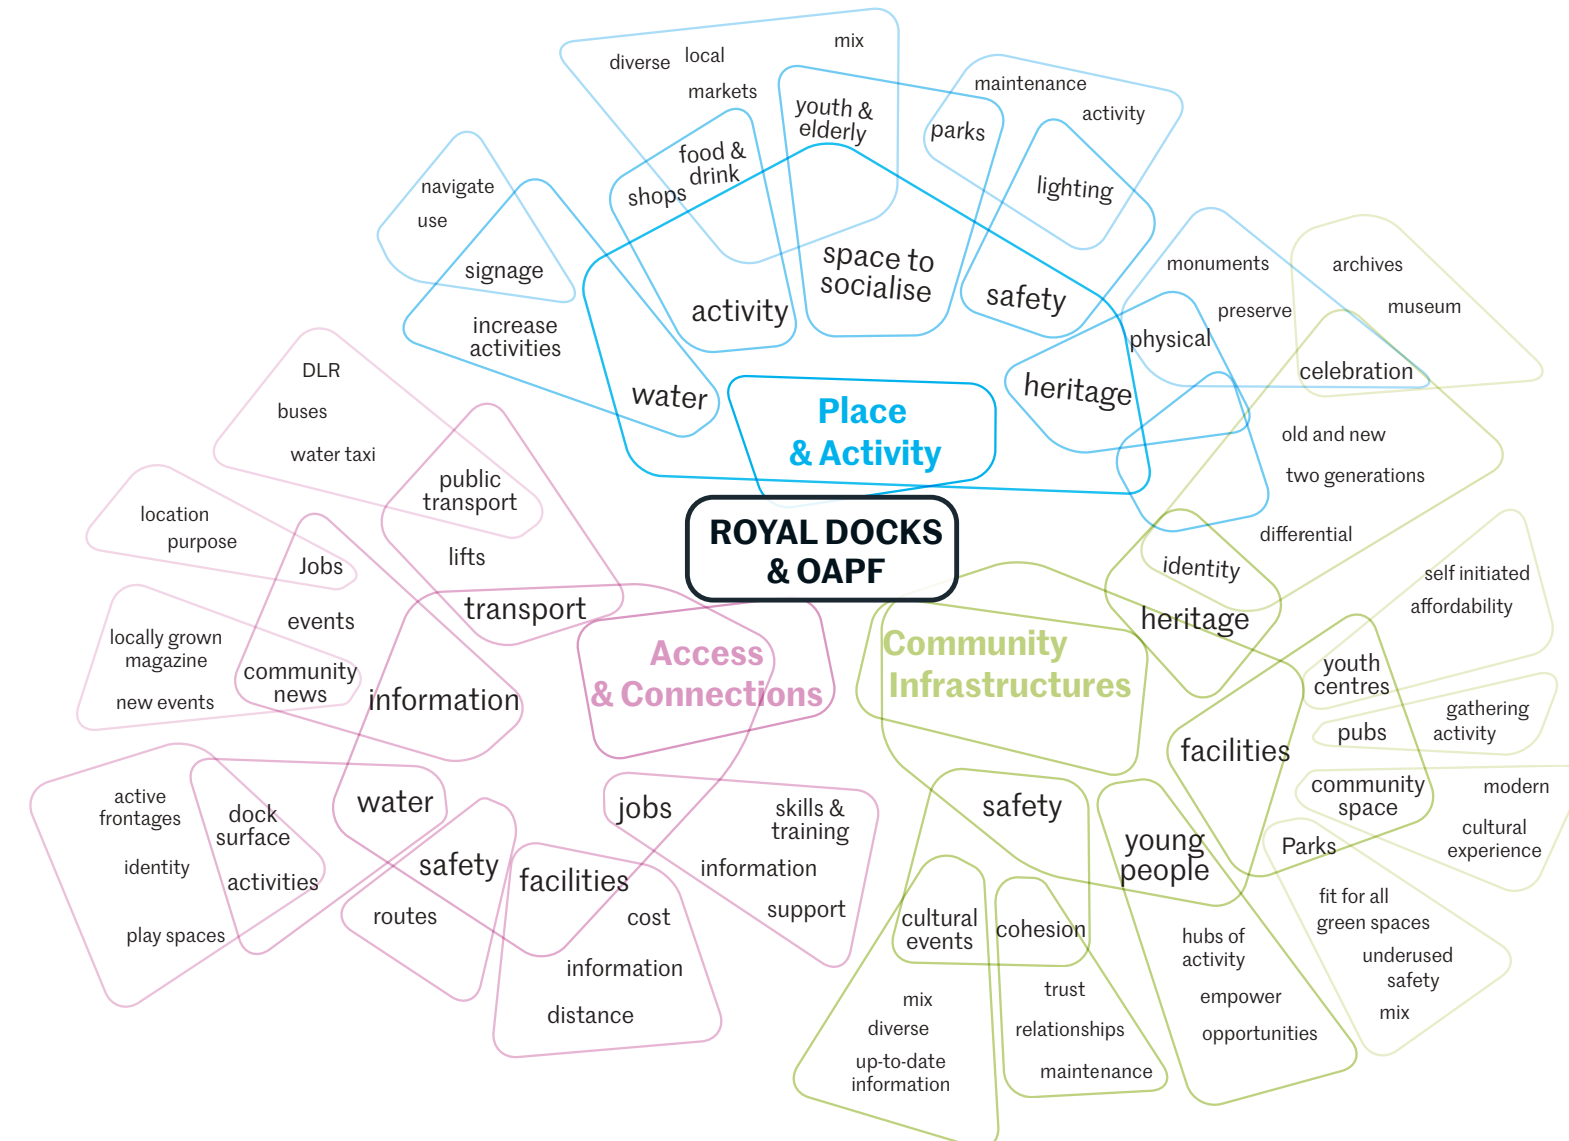 diverse
local
mix
markets
youth &
elderly
food &
drink
shops
maintenance
activity
parks
lighting
navigate
use
signage
increase
activities
activity
space to
socialise
safety
water
heritage
physical
monuments
preserve
archives
museum
celebration
Place
& Activity
old and new
two generations
differential
identity
heritage
ROYAL DOCKS
& OAPF
DLR
buses
water taxi
public
transport
lifts
transport
location
purpose
Jobs
events
community
news
information
locally grown
magazine
new events
Access
& Connections
Community
Infrastructures
self initiated
affordability
youth
centres
gathering
activity
pubs
facilities
community
space
modern
cultural
experience
Parks
fit for all
green spaces
underused
safety
mix
active
frontages
identity
play spaces
dock
surface
activities
water
safety
routes
facilities
cost
information
distance
jobs
skills &
training
information
support
safety
young
people
cultural
events
cohesion
mix
diverse
up-to-date
information
trust
relationships
maintenance
hubs of
activity
empower
opportunities